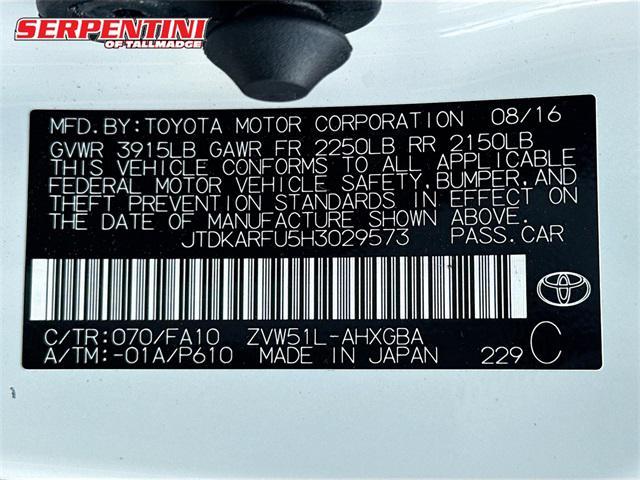 SERPENTINI
OF TALLMADGE
MFD. BY: TOYOTA MOTOR CORPORATION 08/16
GVWR 3915LB GAWR FR 2250LB RR 2150LB
THIS VEHICLE CONFORMS TO ALL APPLICABLE
FEDERAL MOTOR VEHICLE SAFETY, BUMPER, AND
THEFT PREVENTION STANDARDS IN EFFECT ON
THE DATE OF MANUFACTURE SHOWN ABOVE.
JTDKARFU5H3029573 PASS.CAR
C/TR: 070/FA10 ZVW51L-AHXGBA
A/TM: -01A/P610 MADE IN JAPAN 229 C